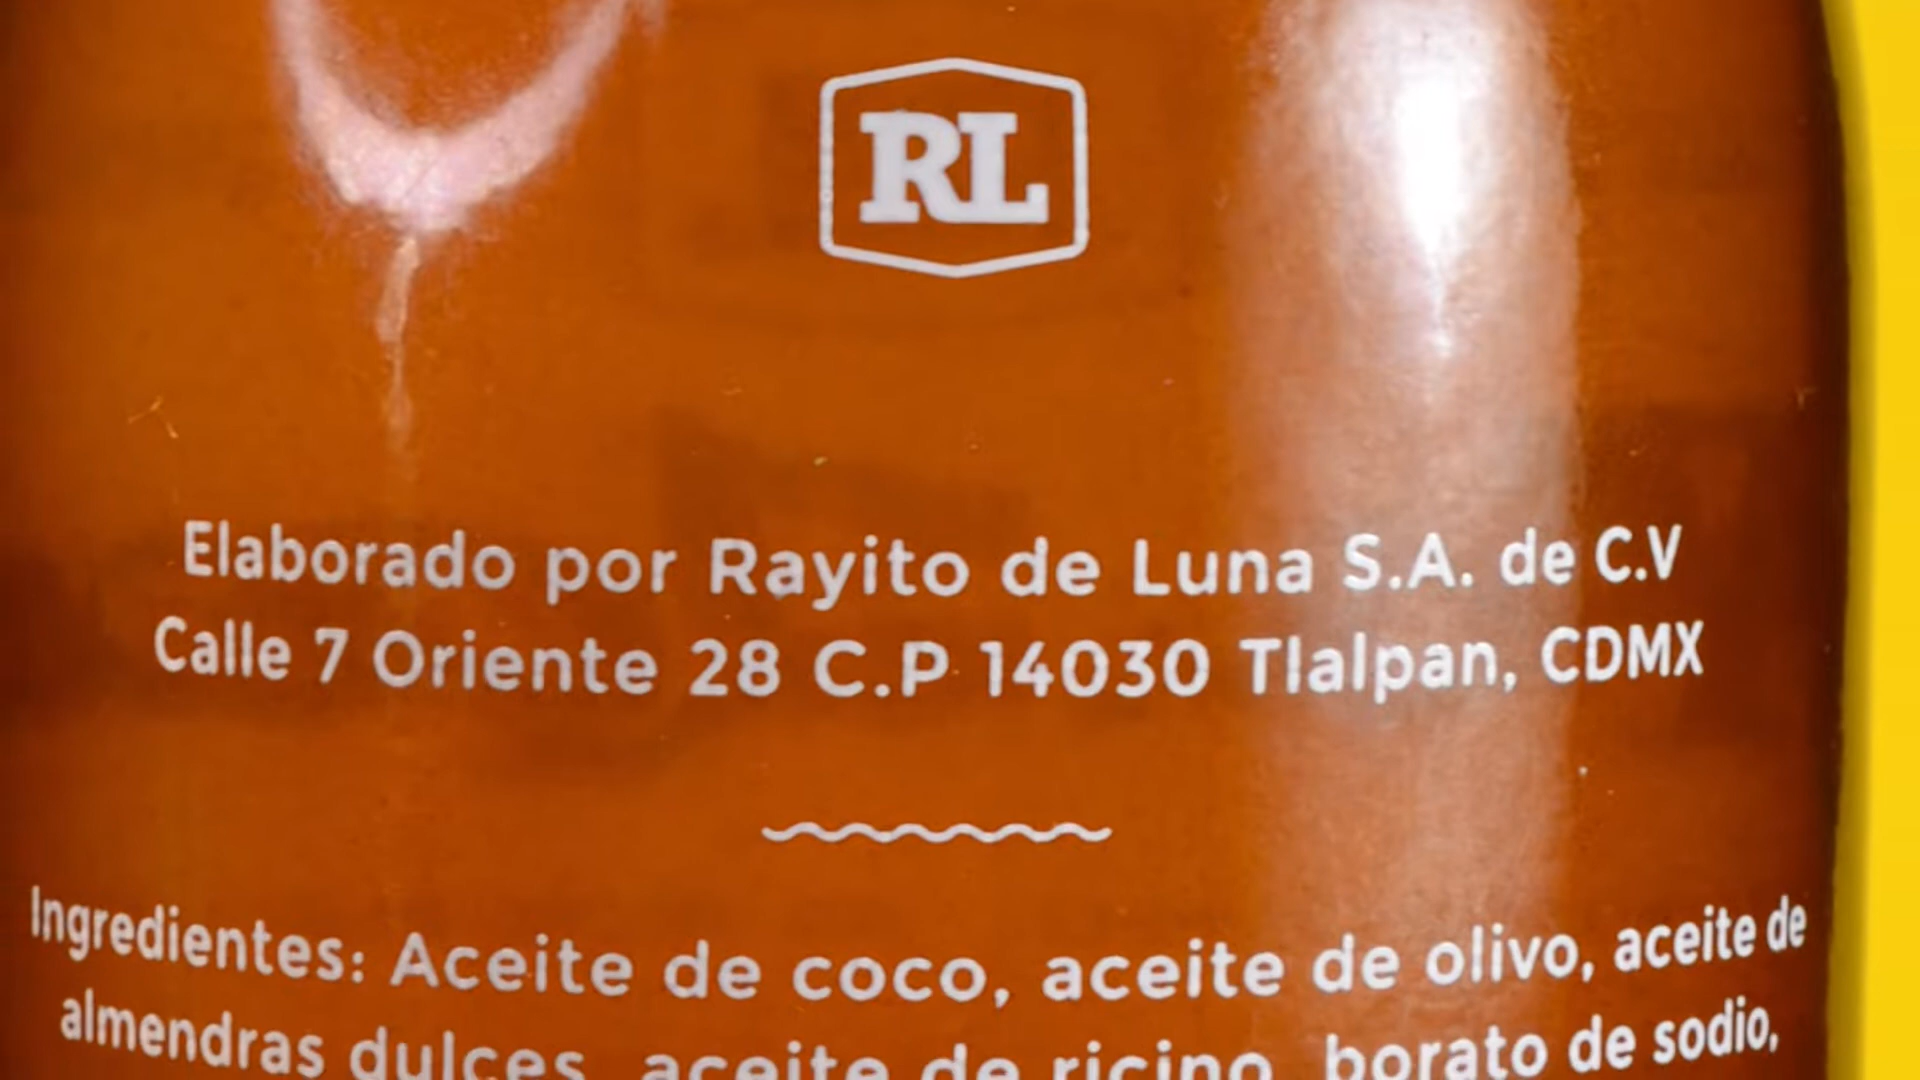 RL
Elaborado por Rayito de Luna S.A. de C.V
Calle 7 Oriente 28 C.P 14030 Tlalpan, CDMX
Ingredientes: Aceite de coco, aceite de olivo, aceite de
almendras dulces, aceite de ricino, borato de sodio,